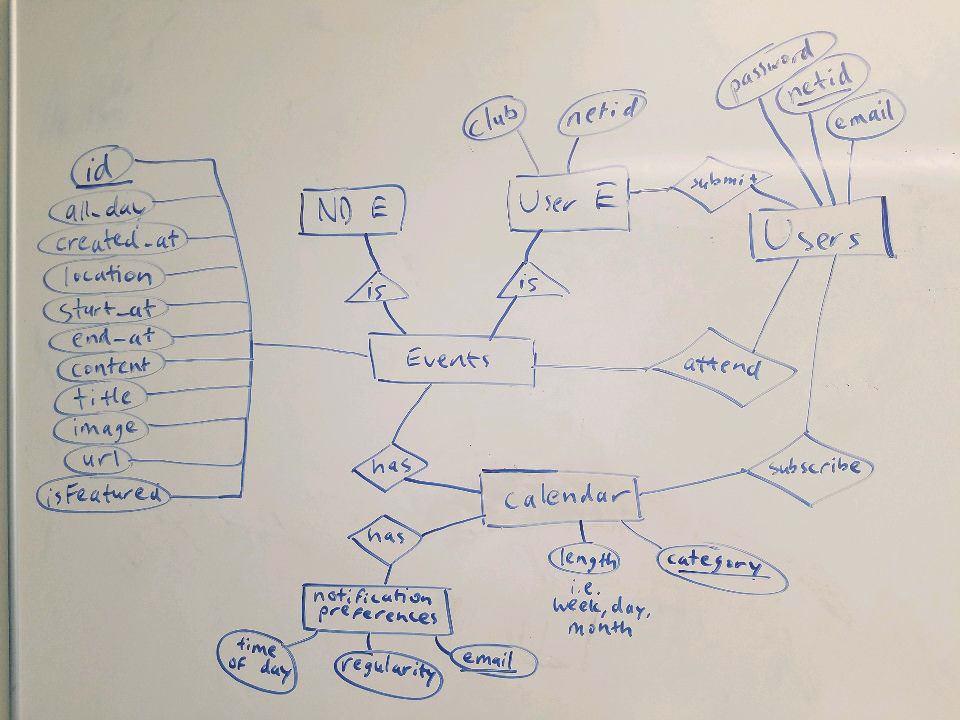 password
netid
email
club
netid
id
ND E
User E
submit
Users
all_day
created_at
location
start_at
end_at
content
title
image
url
isFeatured
is
is
Events
attend
has
calendar
subscribe
has
length
i.e.
week, day,
month
category
notification
preferences
time
of day
regularity
email